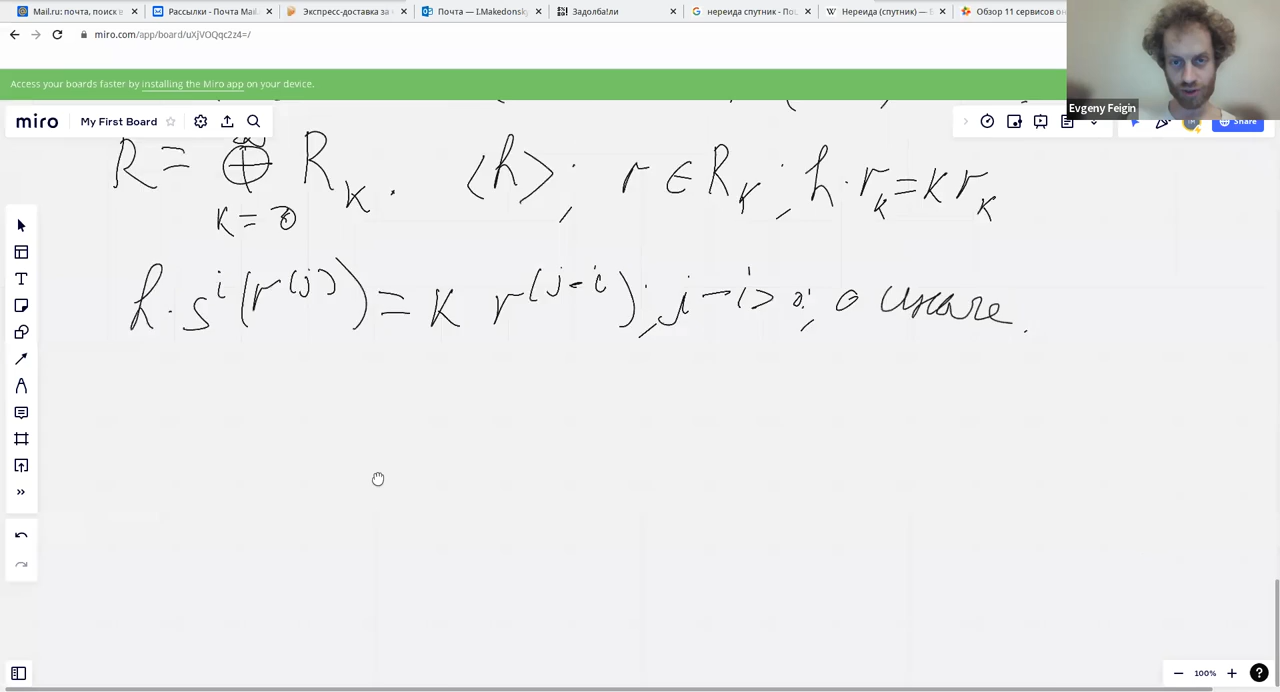 Mail.ru: почта, поиск в
Рассылки - Почта Mail.
Экспресс-доставка за
Почта — I.Makedonsk
Задолба!ли
нереида спутник - По
Нереида (спутник) — В
Обзор 11 сервисов он
miro.com/app/board/uXjVOQqc2z4=/
Access your boards faster by installing the Miro app on your device.
Evgeny Feigin
miro My First Board
Share
R = ⊕ R_k . ⟨h⟩ ; r ∈ R_k ; h · r_k = k r_k
k = 0
h · s^i (r^(j)) = k r^(j-i) ; j - i ≥ 0 ; 0 иначе.
100%